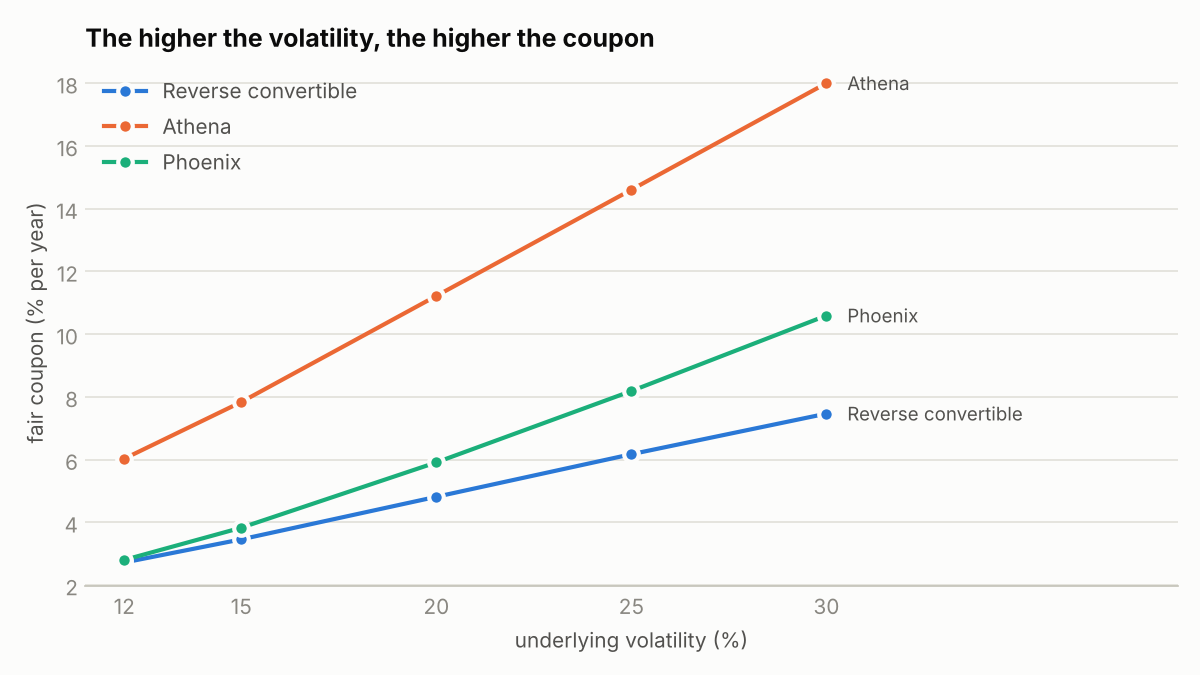 The higher the volatility, the higher the coupon
Reverse convertible
Athena
Phoenix
18
16
14
12
10
8
6
4
2
fair coupon (% per year)
Athena
Phoenix
Reverse convertible
12 15 20 25 30
underlying volatility (%)